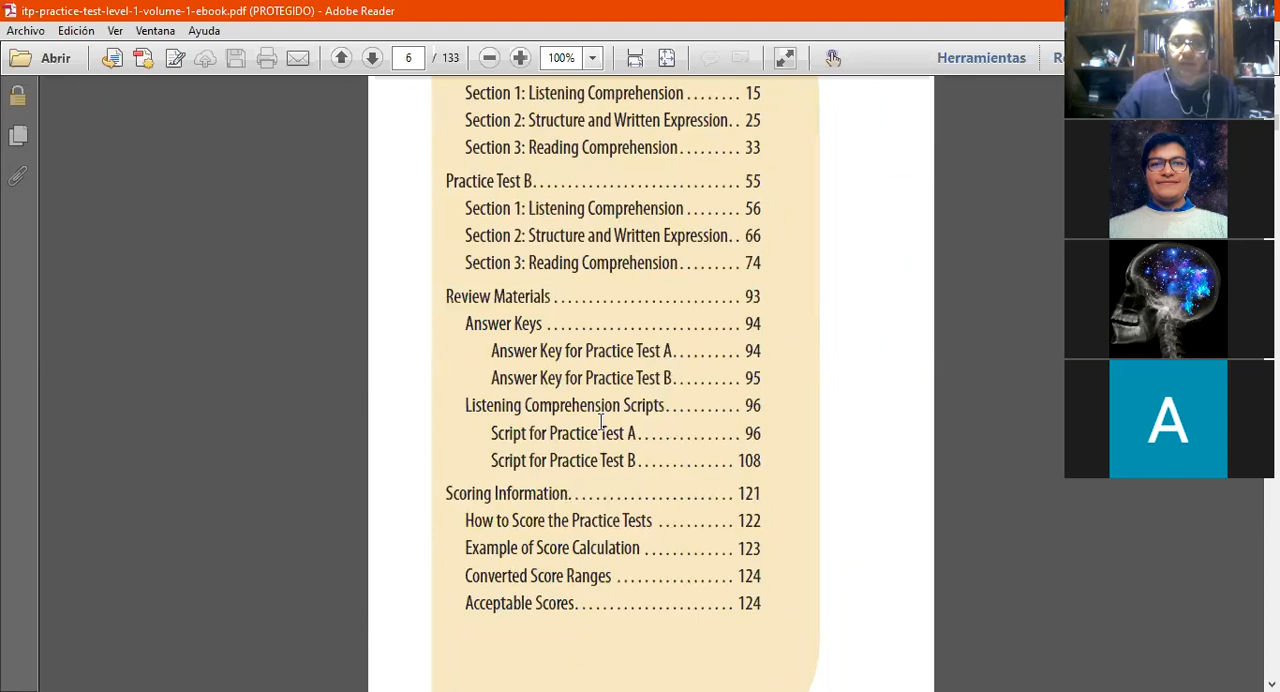 itp-practice-test-level-1-volume-1-ebook.pdf (PROTEGIDO) - Adobe Reader
Archivo Edición Ver Ventana Ayuda
Abrir 6 / 133 100% Herramientas
Section 1: Listening Comprehension ........ 15
Section 2: Structure and Written Expression.. 25
Section 3: Reading Comprehension......... 33
Practice Test B............................ 55
Section 1: Listening Comprehension ........ 56
Section 2: Structure and Written Expression.. 66
Section 3: Reading Comprehension......... 74
Review Materials ......................... 93
Answer Keys .......................... 94
Answer Key for Practice Test A.......... 94
Answer Key for Practice Test B.......... 95
Listening Comprehension Scripts........... 96
Script for Practice Test A............... 96
Script for Practice Test B.............. 108
Scoring Information....................... 121
How to Score the Practice Tests ........... 122
Example of Score Calculation ............. 123
Converted Score Ranges ................. 124
Acceptable Scores....................... 124
A